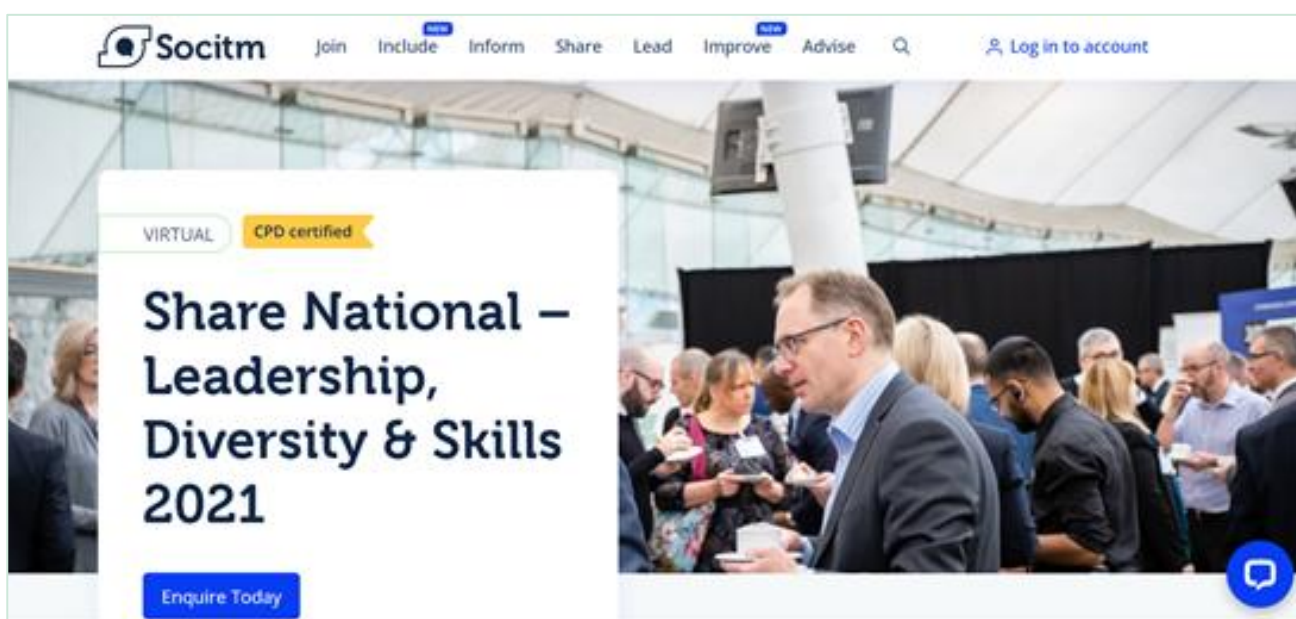 NEW NEW
Socitm Join Include Inform Share Lead Improve Advise Log in to account
VIRTUAL CPD certified
Share National –
Leadership,
Diversity & Skills
2021
Enquire Today